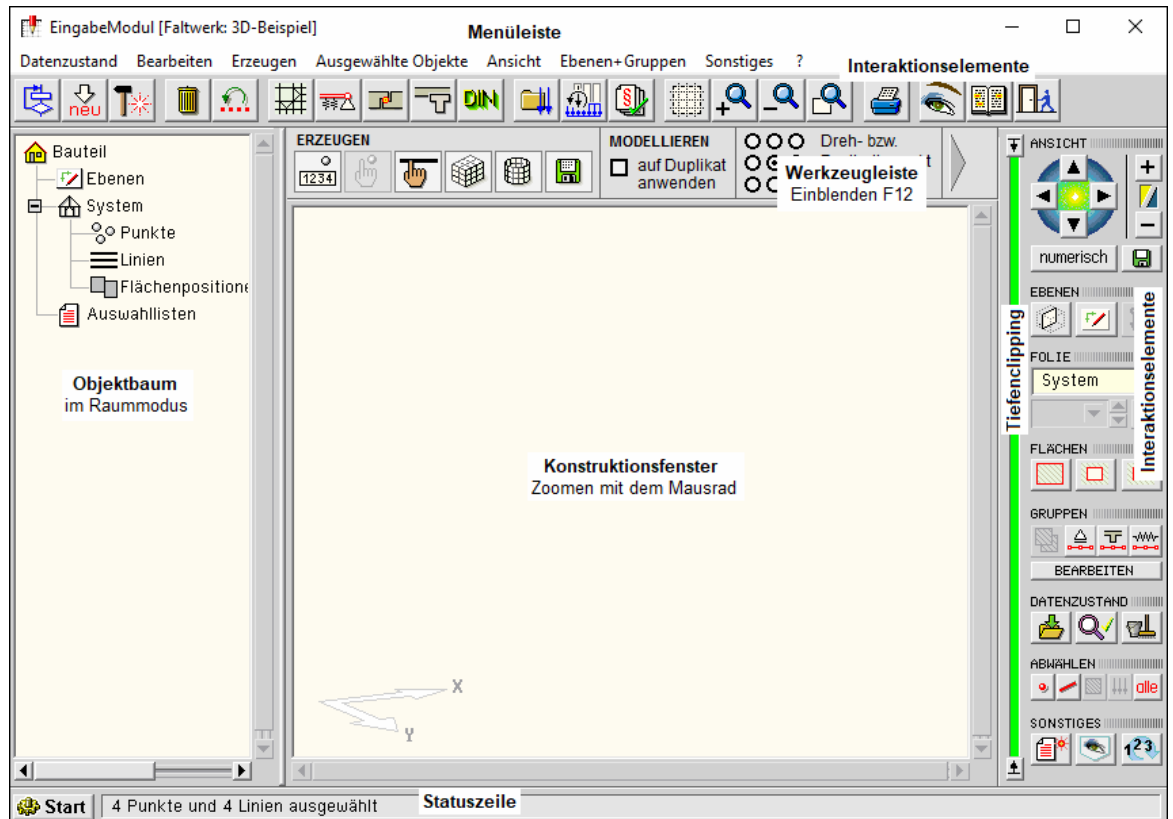 EingabeModul [Faltwerk: 3D-Beispiel]
Menüleiste
Datenzustand Bearbeiten Erzeugen Ausgewählte Objekte Ansicht Ebenen+Gruppen Sonstiges ?
Interaktionselemente
neu
DIN
Bauteil
Ebenen
System
Punkte
Linien
Flächenpositione
Auswahllisten
Objektbaum
im Raummodus
ERZEUGEN
1234
MODELLIEREN
auf Duplikat
anwenden
Dreh- bzw.
Werkzeugleiste
Einblenden F12
Konstruktionsfenster
Zoomen mit dem Mausrad
X
Y
Tiefenclipping
ANSICHT
numerisch
EBENEN
FOLIE
System
FLÄCHEN
Interaktionselemente
GRUPPEN
BEARBEITEN
DATENZUSTAND
ABWÄHLEN
alle
SONSTIGES
123
Start
4 Punkte und 4 Linien ausgewählt
Statuszeile